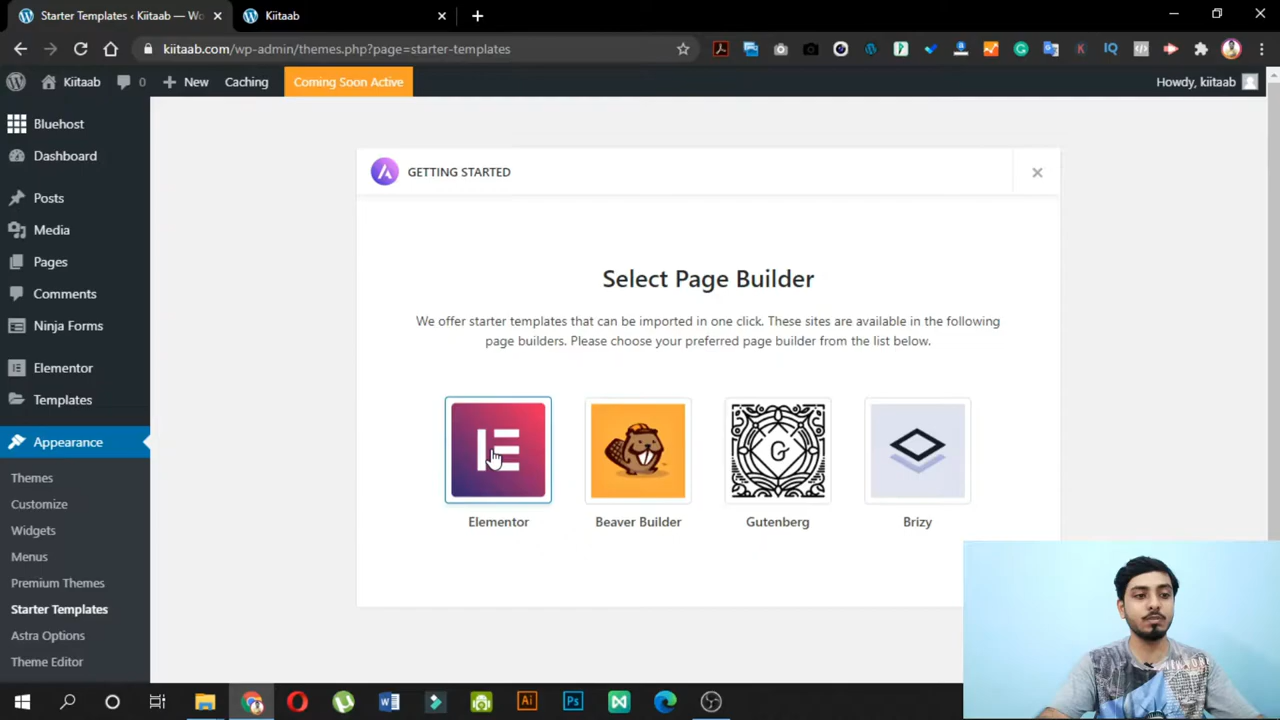 Starter Templates ‹ Kiitaab — Wo
Kiitaab
kiitaab.com/wp-admin/themes.php?page=starter-templates
Kiitaab
0
New
Caching
Coming Soon Active
Howdy, kiitaab
Bluehost
Dashboard
Posts
Media
Pages
Comments
Ninja Forms
Elementor
Templates
Appearance
Themes
Customize
Widgets
Menus
Premium Themes
Starter Templates
Astra Options
Theme Editor
GETTING STARTED
Select Page Builder
We offer starter templates that can be imported in one click. These sites are available in the following
page builders. Please choose your preferred page builder from the list below.
Elementor
Beaver Builder
Gutenberg
Brizy